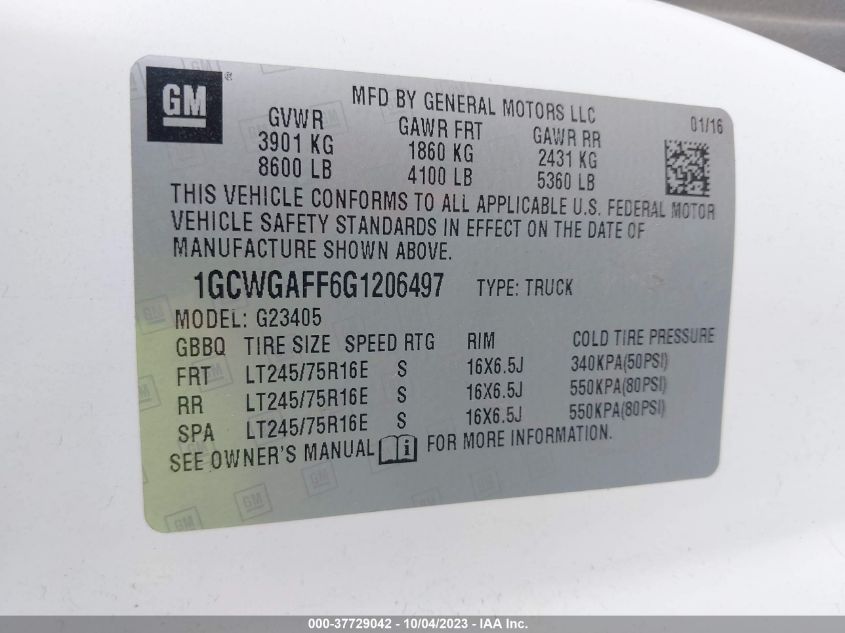 GM ®
MFD BY GENERAL MOTORS LLC
01/16
GVWR GAWR FRT GAWR RR
3901 KG 1860 KG 2431 KG
8600 LB 4100 LB 5360 LB
THIS VEHICLE CONFORMS TO ALL APPLICABLE U.S. FEDERAL MOTOR
VEHICLE SAFETY STANDARDS IN EFFECT ON THE DATE OF
MANUFACTURE SHOWN ABOVE.
1GCWGAFF6G1206497 TYPE: TRUCK
MODEL: G23405
GBBQ TIRE SIZE SPEED RTG RIM COLD TIRE PRESSURE
FRT LT245/75R16E S 16X6.5J 340KPA(50PSI)
RR LT245/75R16E S 16X6.5J 550KPA(80PSI)
SPA LT245/75R16E S 16X6.5J 550KPA(80PSI)
SEE OWNER'S MANUAL i FOR MORE INFORMATION.
000-37729042 - 10/04/2023 - IAA Inc.